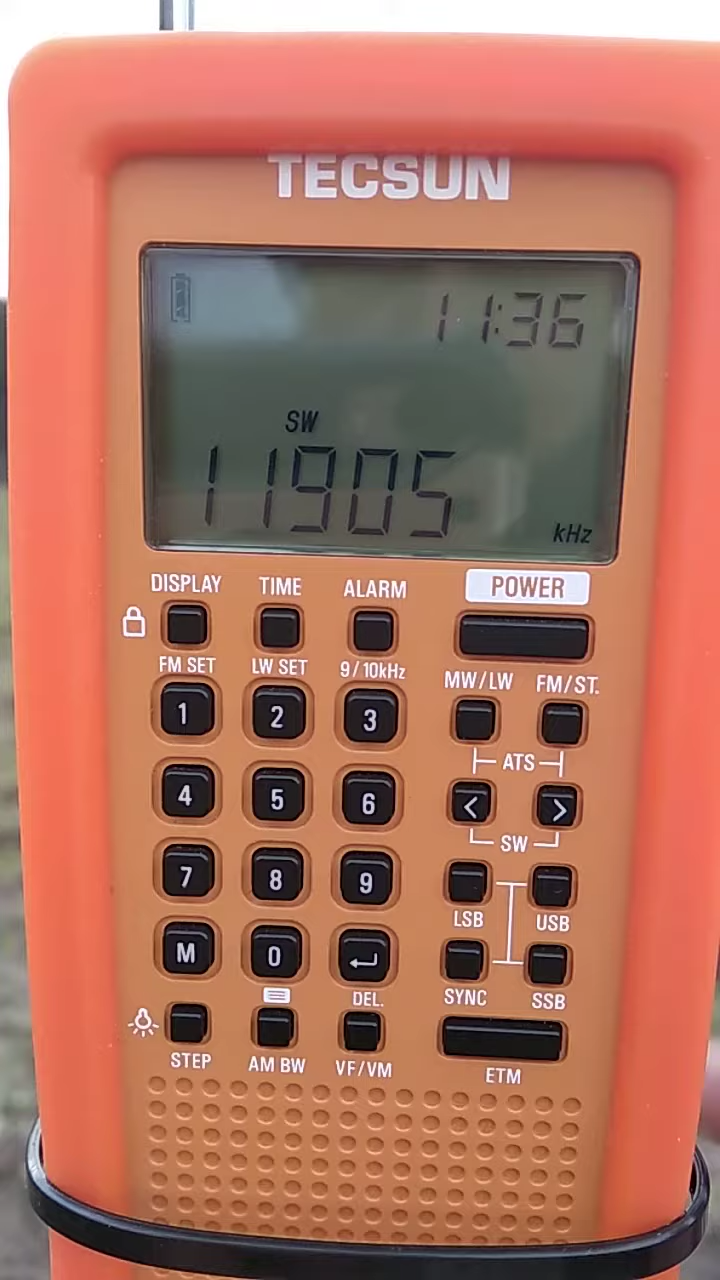 TECSUN
11:36
SW
11905
kHz
DISPLAY TIME ALARM POWER
FM SET LW SET 9/10kHz MW/LW FM/ST.
1 2 3
ATS
4 5 6 < >
SW
7 8 9
LSB USB
M 0
DEL. SYNC SSB
STEP AM BW VF/VM ETM